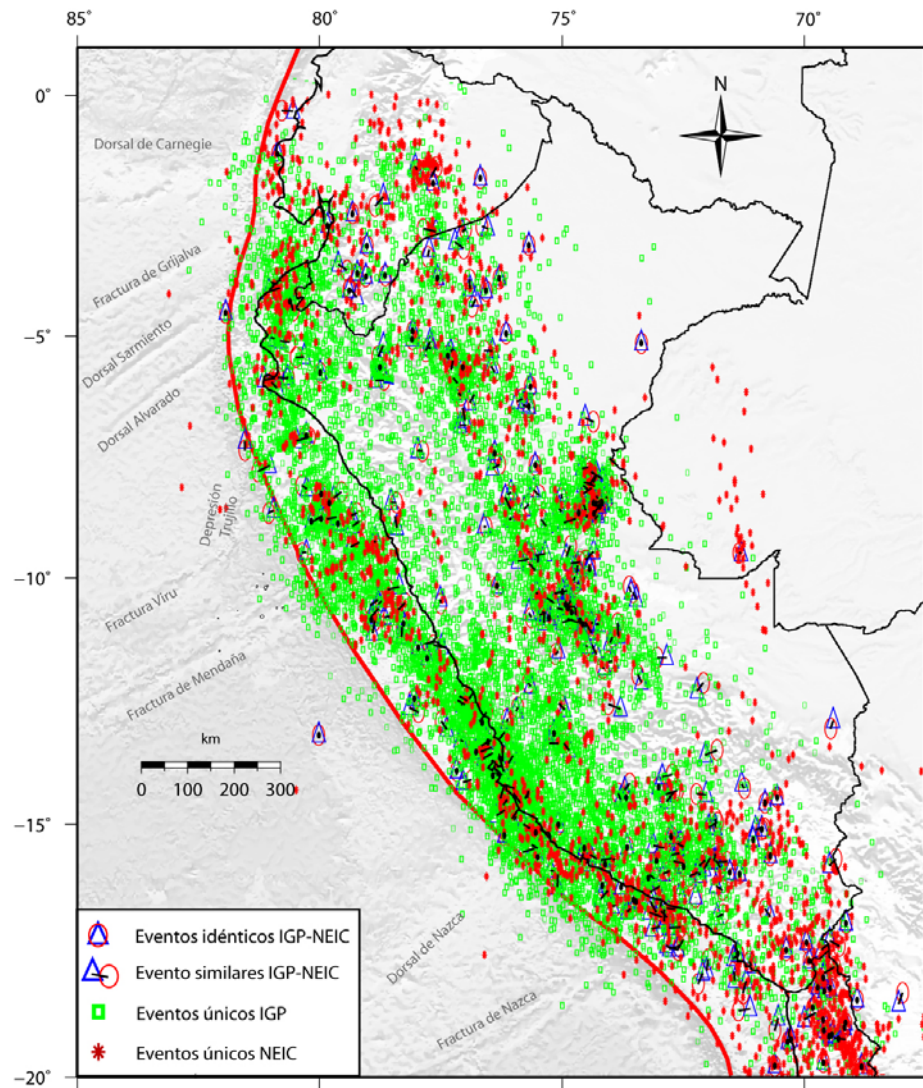 85°
80°
75°
70°
N
0°
Dorsal de Carnegie
Fractura de Grijalva
−5°
Dorsal Sarmiento
Dorsal Alvarado
Depresión
Trujillo
−10°
Fractura Viru
Fractura de Mendaña
km
0 100 200 300
−15°
Dorsal de Nazca
Fractura de Nazca
Eventos idénticos IGP-NEIC
Evento similares IGP-NEIC
Eventos únicos IGP
Eventos únicos NEIC
−20°